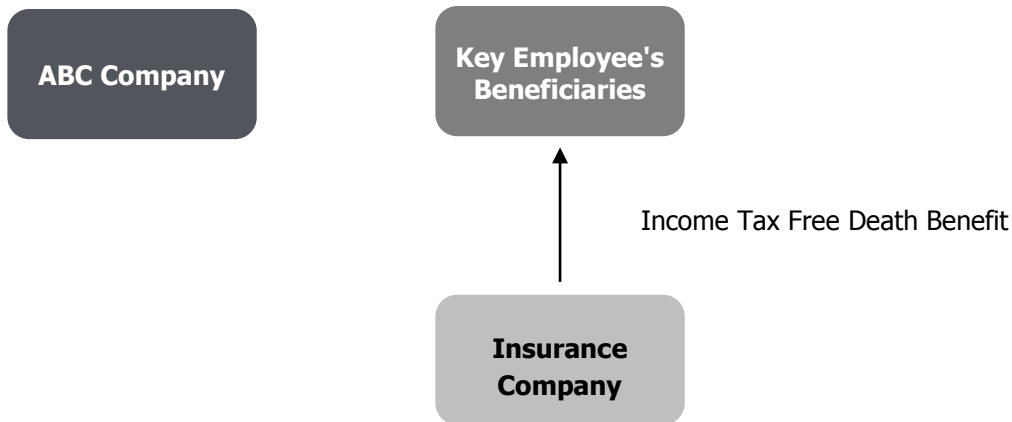 ABC Company
Key Employee's
Beneficiaries
Income Tax Free Death Benefit
Insurance
Company